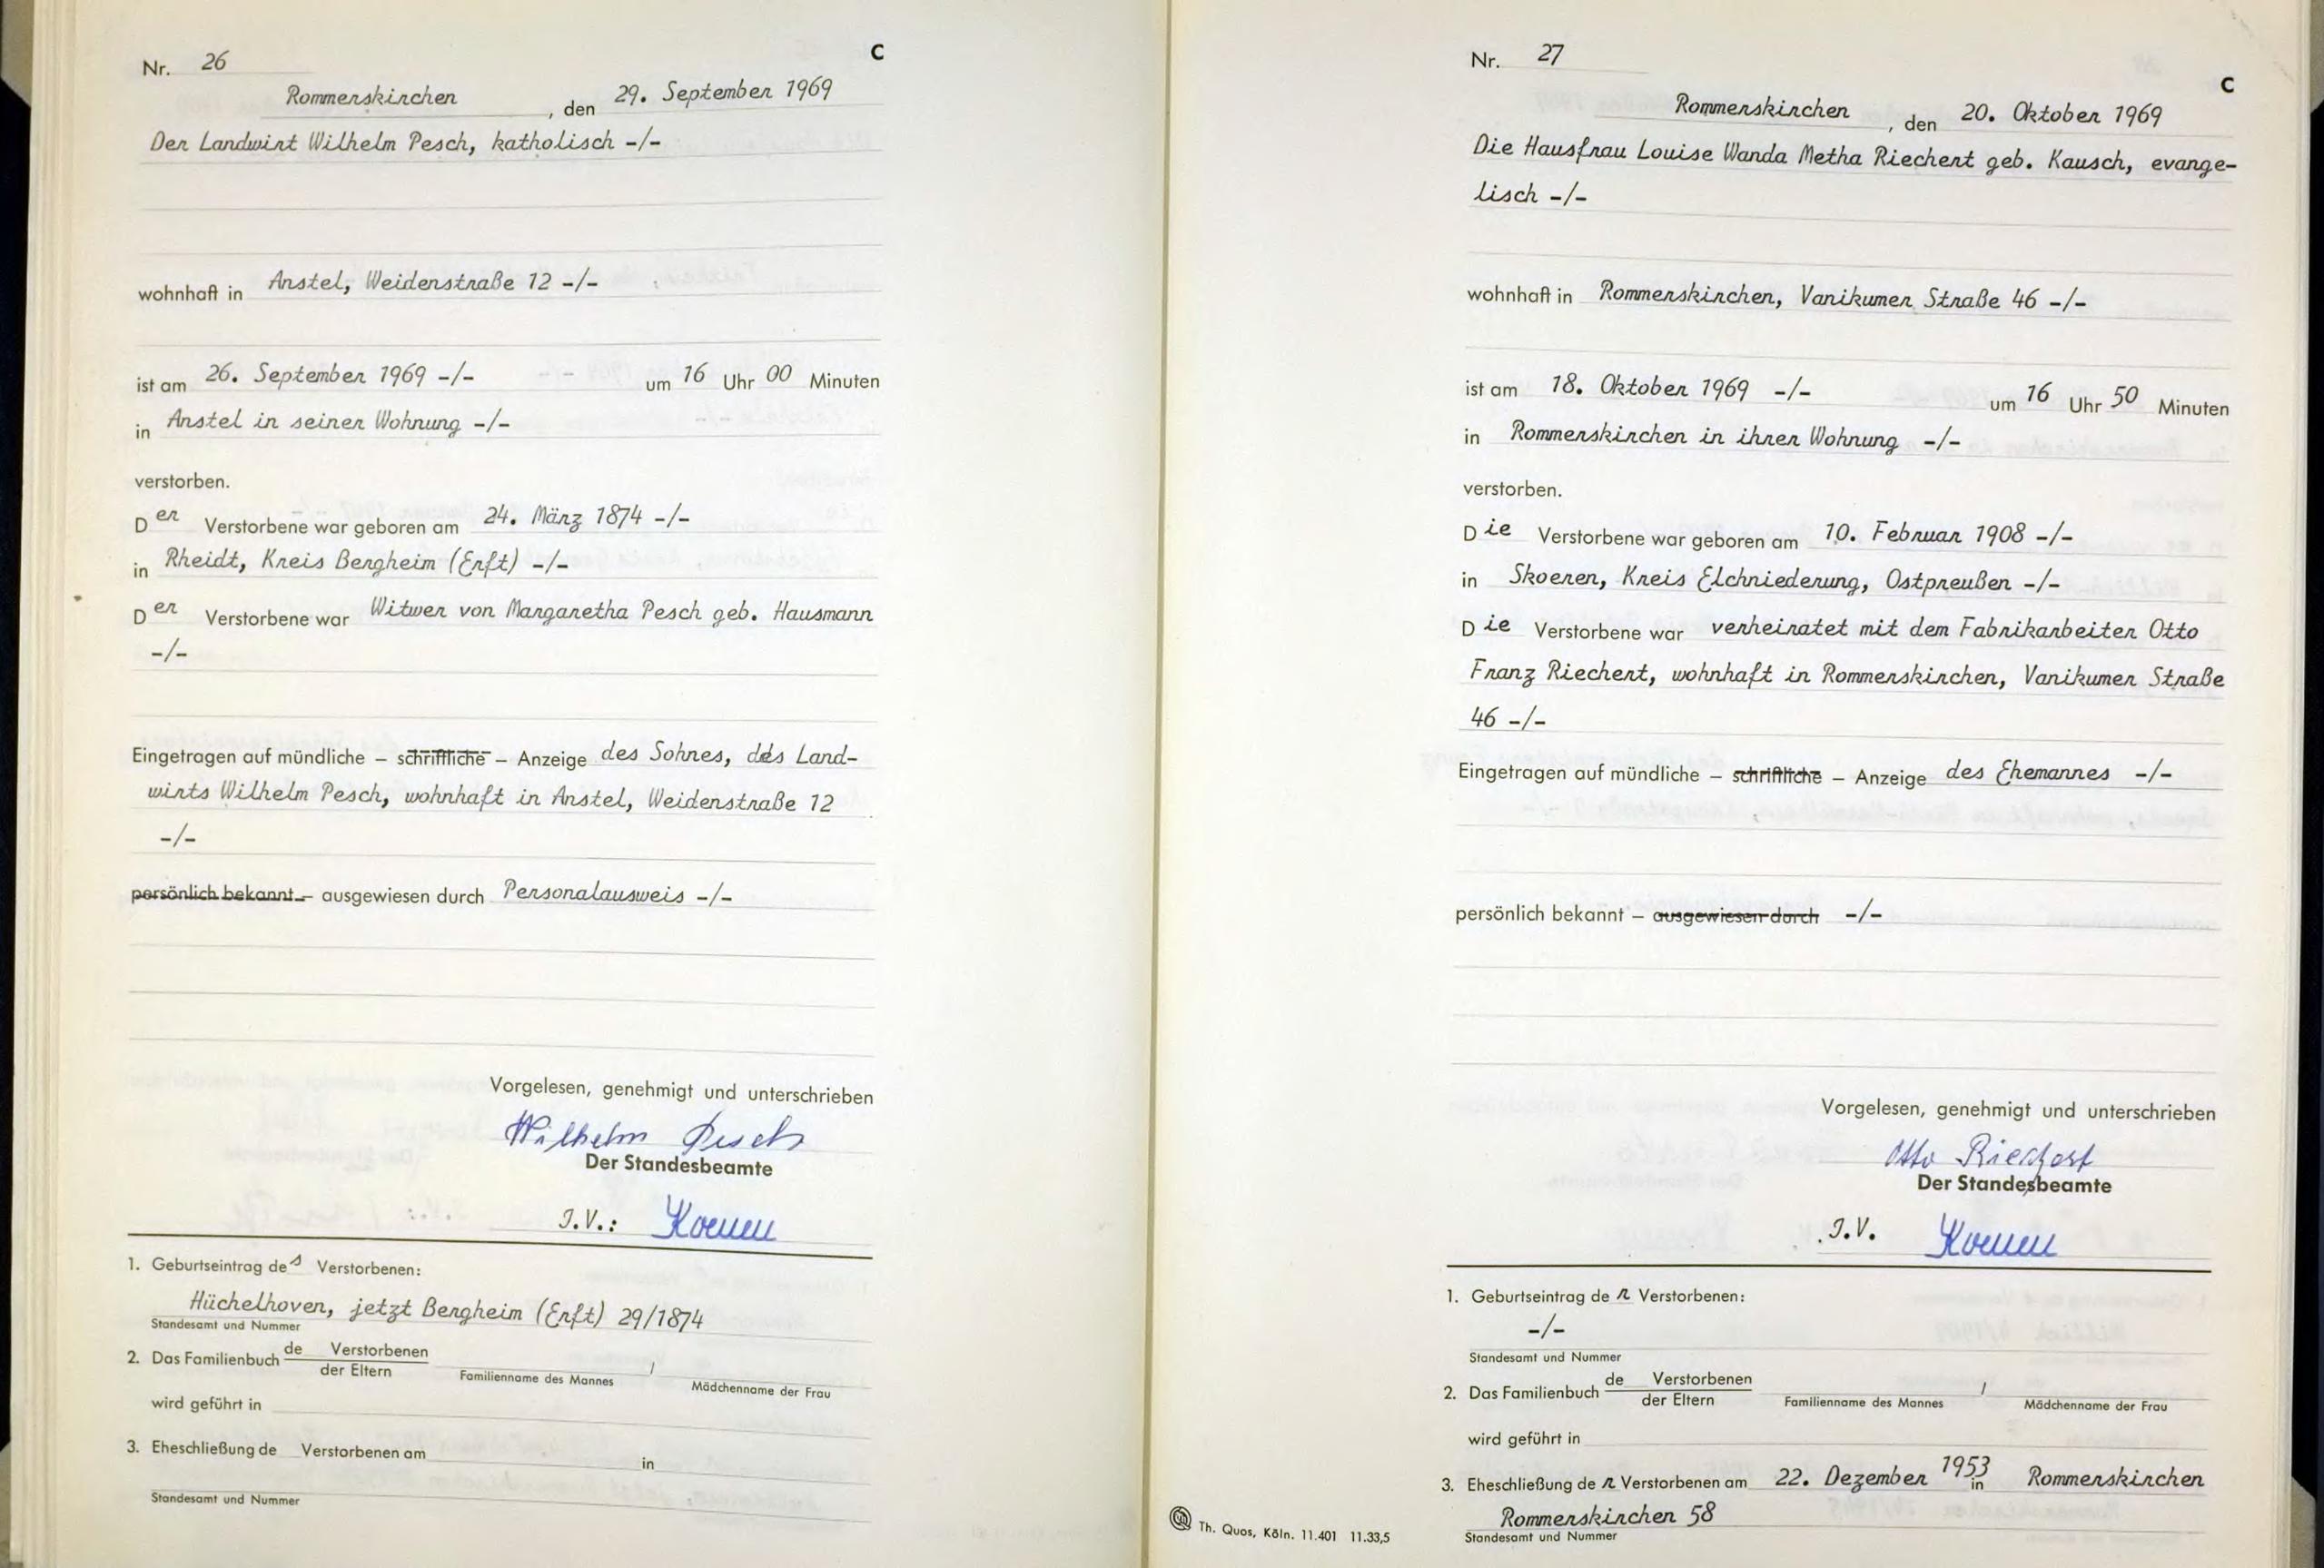 Nr. 26
C
Rommerskirchen, den 29. September 1969
Der Landwirt Wilhelm Pesch, katholisch -/-
wohnhaft in Anstel, Weidenstraße 12 -/-
ist am 26. September 1969 -/- um 16 Uhr 00 Minuten
in Anstel in seiner Wohnung -/-
verstorben.
Der Verstorbene war geboren am 24. März 1874 -/-
in Rheidt, Kreis Bergheim (Erft) -/-
Der Verstorbene war Witwer von Margaretha Pesch geb. Hausmann
-/-
Eingetragen auf mündliche – schriftliche – Anzeige des Sohnes, des Land-
wirts Wilhelm Pesch, wohnhaft in Anstel, Weidenstraße 12
-/-
persönlich bekannt – ausgewiesen durch Personalausweis -/-
Vorgelesen, genehmigt und unterschrieben
Wilhelm Pesch
Der Standesbeamte
I.V.: Koenen
1. Geburtseintrag des Verstorbenen:
Hüchelhoven, jetzt Bergheim (Erft) 29/1874
Standesamt und Nummer
2. Das Familienbuch de Verstorbenen
der Eltern
Familienname des Mannes / Mädchenname der Frau
wird geführt in
3. Eheschließung de Verstorbenen am in
Standesamt und Nummer
Nr. 27
C
Rommerskirchen, den 20. Oktober 1969
Die Hausfrau Louise Wanda Metha Riechert geb. Kausch, evange-
lisch -/-
wohnhaft in Rommerskirchen, Vanikumer Straße 46 -/-
ist am 18. Oktober 1969 -/- um 16 Uhr 50 Minuten
in Rommerskirchen in ihrer Wohnung -/-
verstorben.
Die Verstorbene war geboren am 10. Februar 1908 -/-
in Skoeren, Kreis Elchniederung, Ostpreußen -/-
Die Verstorbene war verheiratet mit dem Fabrikarbeiter Otto
Franz Riechert, wohnhaft in Rommerskirchen, Vanikumer Straße
46 -/-
Eingetragen auf mündliche – schriftliche – Anzeige des Ehemannes -/-
persönlich bekannt – ausgewiesen durch -/-
Vorgelesen, genehmigt und unterschrieben
Otto Riechert
Der Standesbeamte
I.V. Koenen
1. Geburtseintrag der Verstorbenen:
-/-
Standesamt und Nummer
2. Das Familienbuch de Verstorbenen
der Eltern
Familienname des Mannes / Mädchenname der Frau
wird geführt in
3. Eheschließung der Verstorbenen am 22. Dezember 1953 in Rommerskirchen
Rommerskirchen 58
Standesamt und Nummer
Th. Quos, Köln. 11.401 11.33,5